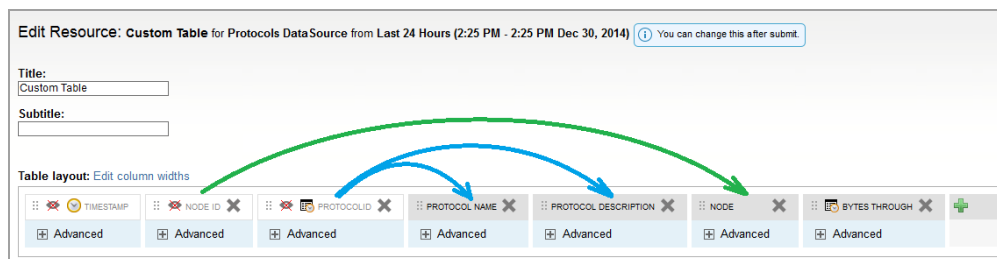 Edit Resource: Custom Table for Protocols DataSource from Last 24 Hours (2:25 PM - 2:25 PM Dec 30, 2014) You can change this after submit.
Title:
Custom Table
Subtitle:
Table layout: Edit column widths
TIMESTAMP NODE ID PROTOCOLID PROTOCOL NAME PROTOCOL DESCRIPTION NODE BYTES THROUGH
Advanced Advanced Advanced Advanced Advanced Advanced Advanced